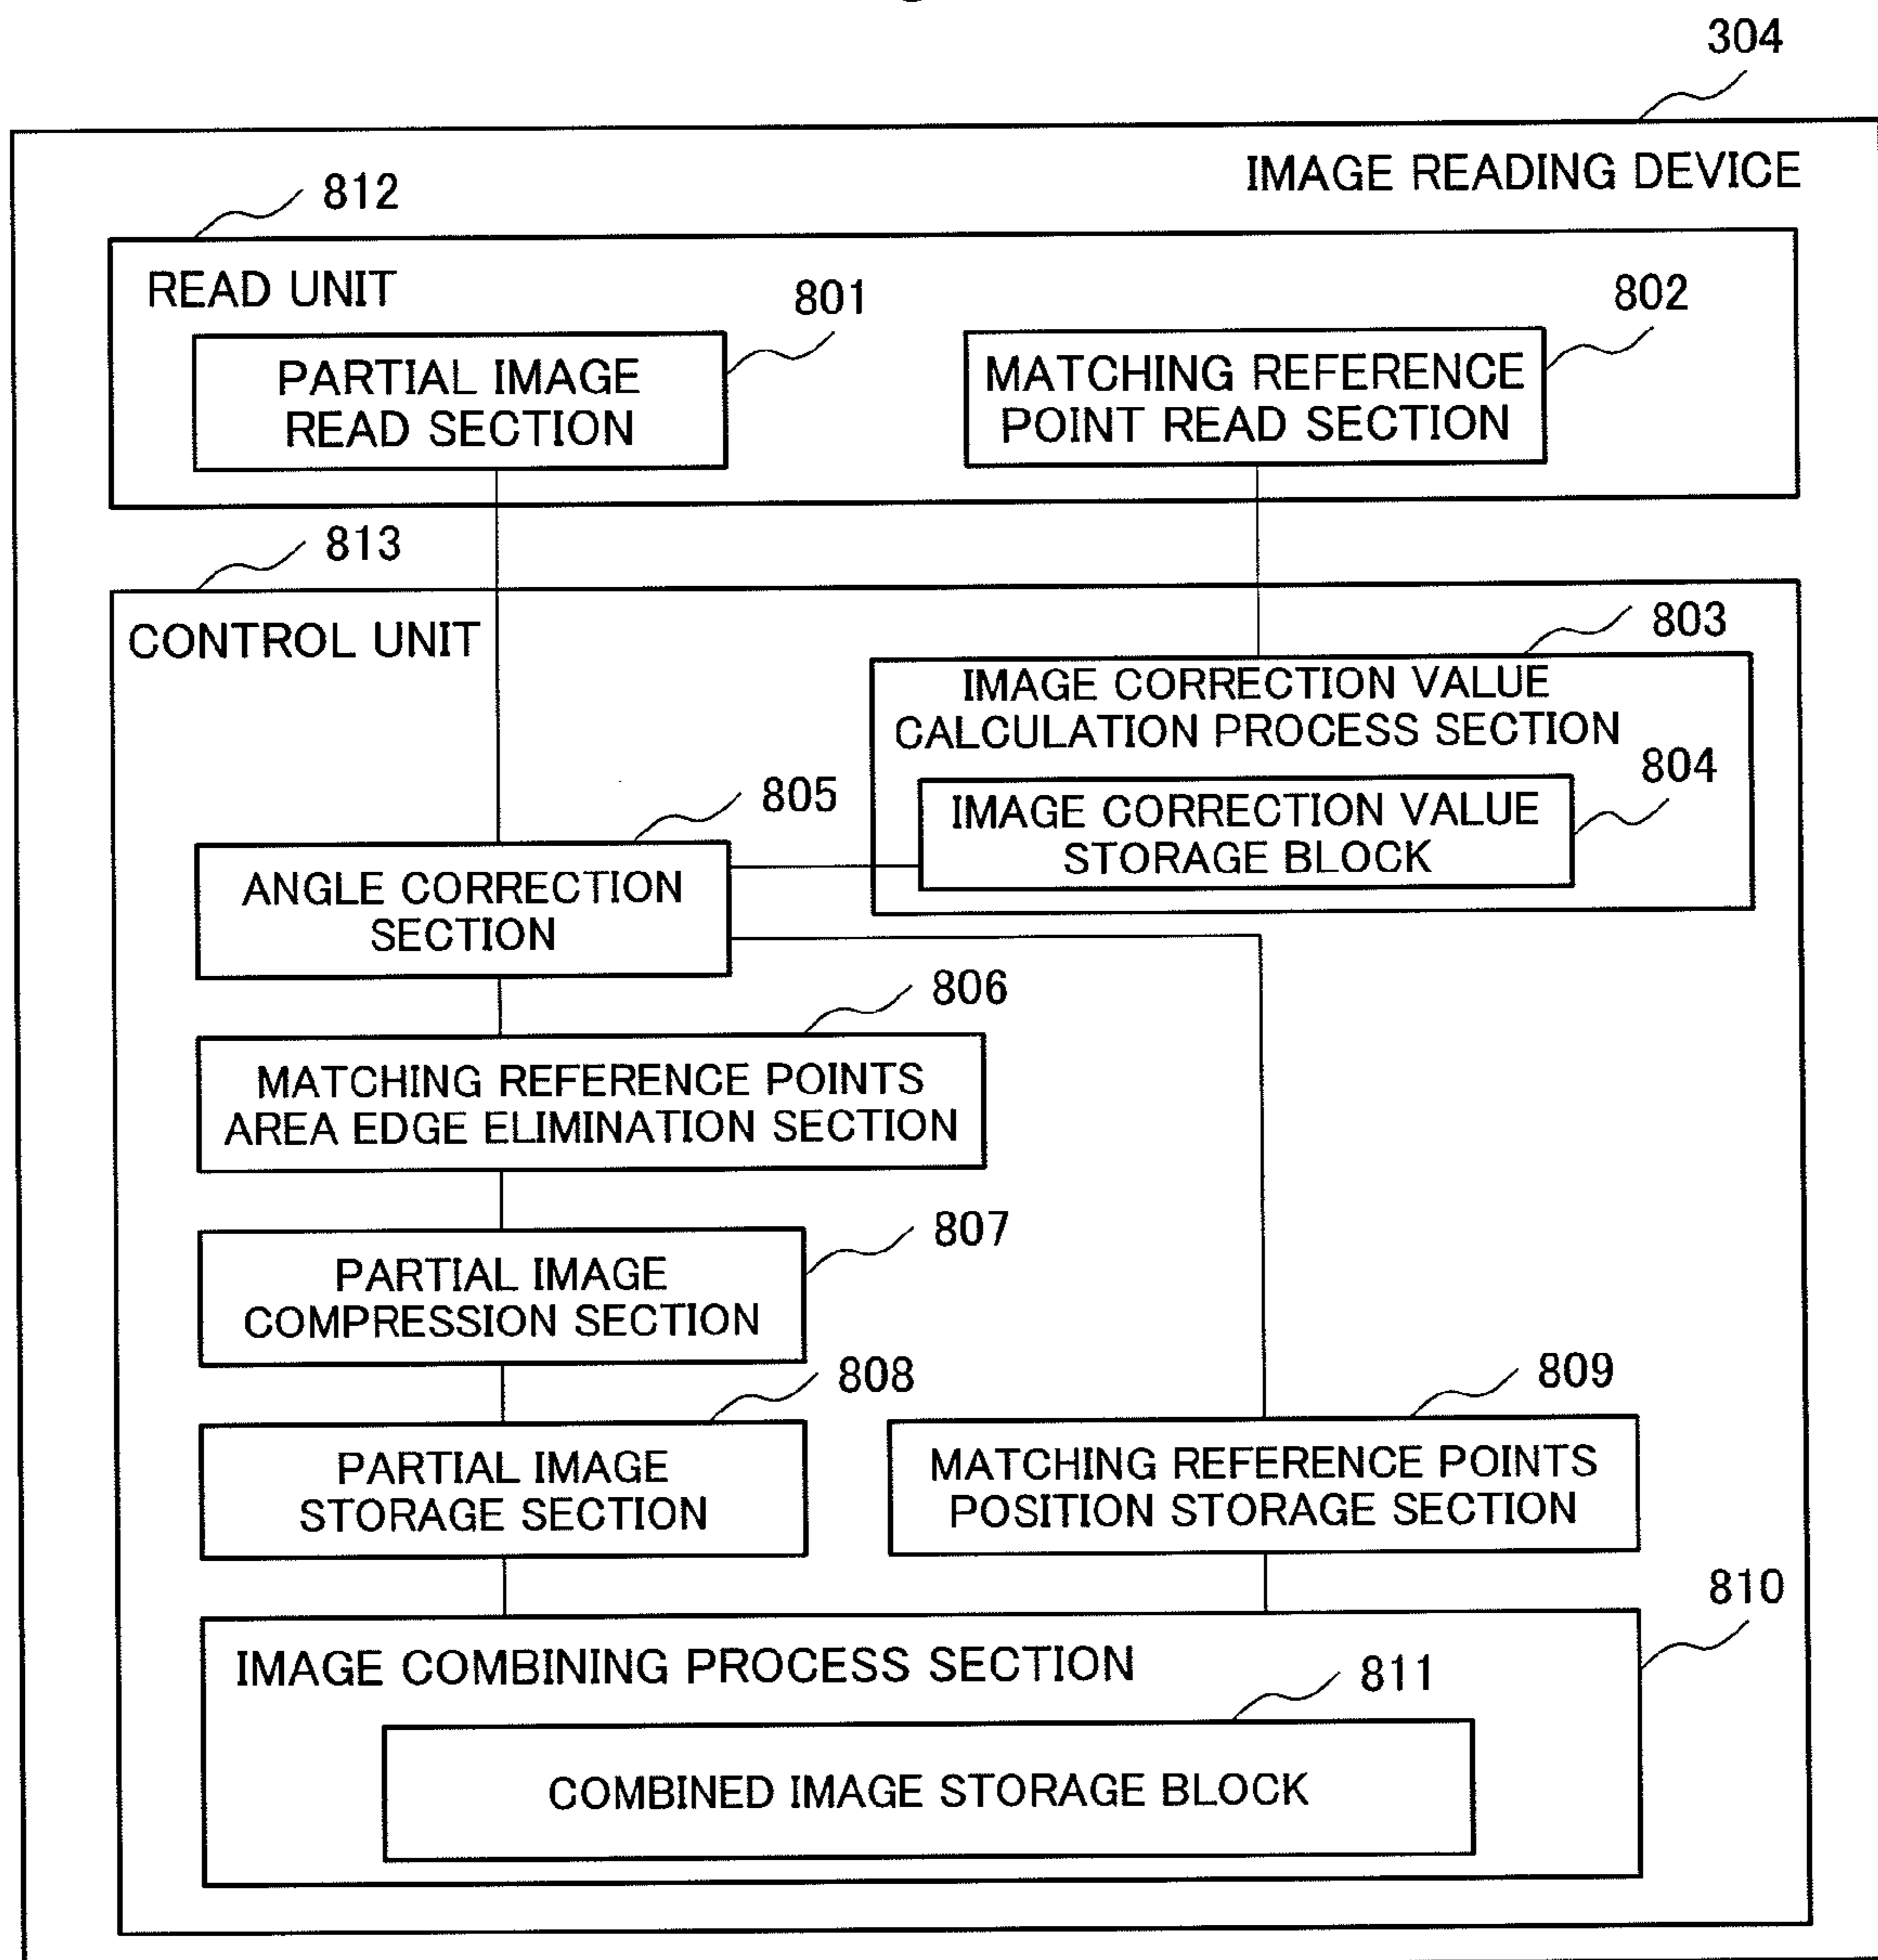 304
IMAGE READING DEVICE
812
READ UNIT
801
PARTIAL IMAGE
READ SECTION
802
MATCHING REFERENCE
POINT READ SECTION
813
CONTROL UNIT
803
IMAGE CORRECTION VALUE
CALCULATION PROCESS SECTION
804
IMAGE CORRECTION VALUE
STORAGE BLOCK
805
ANGLE CORRECTION
SECTION
806
MATCHING REFERENCE POINTS
AREA EDGE ELIMINATION SECTION
807
PARTIAL IMAGE
COMPRESSION SECTION
808
PARTIAL IMAGE
STORAGE SECTION
809
MATCHING REFERENCE POINTS
POSITION STORAGE SECTION
810
IMAGE COMBINING PROCESS SECTION
811
COMBINED IMAGE STORAGE BLOCK